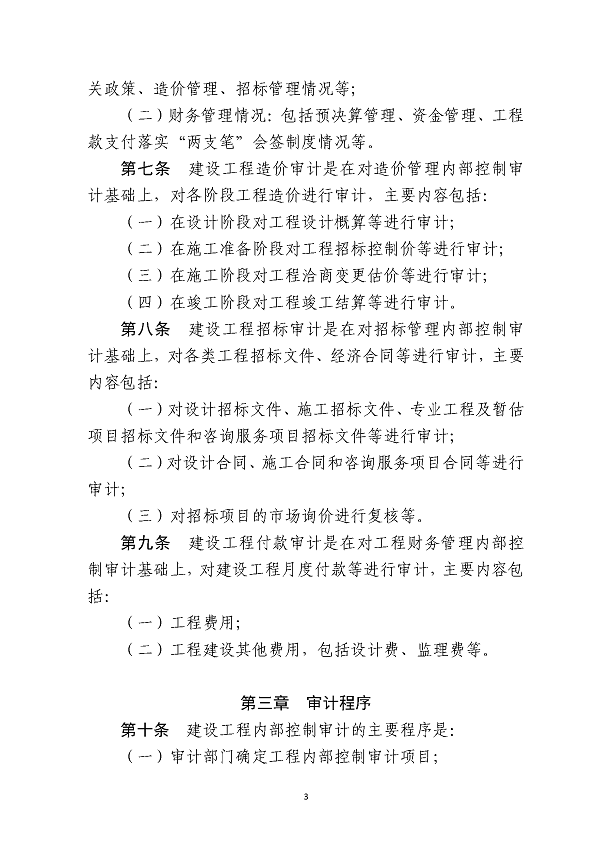 关政策、造价管理、招标管理情况等；
（二）财务管理情况：包括预决算管理、资金管理、工程
款支付落实“两支笔”会签制度情况等。
第七条 建设工程造价审计是在对造价管理内部控制审
计基础上，对各阶段工程造价进行审计，主要内容包括：
（一）在设计阶段对工程设计概算等进行审计；
（二）在施工准备阶段对工程招标控制价等进行审计；
（三）在施工阶段对工程洽商变更估价等进行审计；
（四）在竣工阶段对工程竣工结算等进行审计。
第八条 建设工程招标审计是在对招标管理内部控制审
计基础上，对各类工程招标文件、经济合同等进行审计，主要
内容包括：
（一）对设计招标文件、施工招标文件、专业工程及暂估
项目招标文件和咨询服务项目招标文件等进行审计；
（二）对设计合同、施工合同和咨询服务项目合同等进行
审计；
（三）对招标项目的市场询价进行复核等。
第九条 建设工程付款审计是在对工程财务管理内部控
制审计基础上，对建设工程月度付款等进行审计，主要内容包
括：
（一）工程费用；
（二）工程建设其他费用，包括设计费、监理费等。
第三章 审计程序
第十条 建设工程内部控制审计的主要程序是：
（一）审计部门确定工程内部控制审计项目；
3